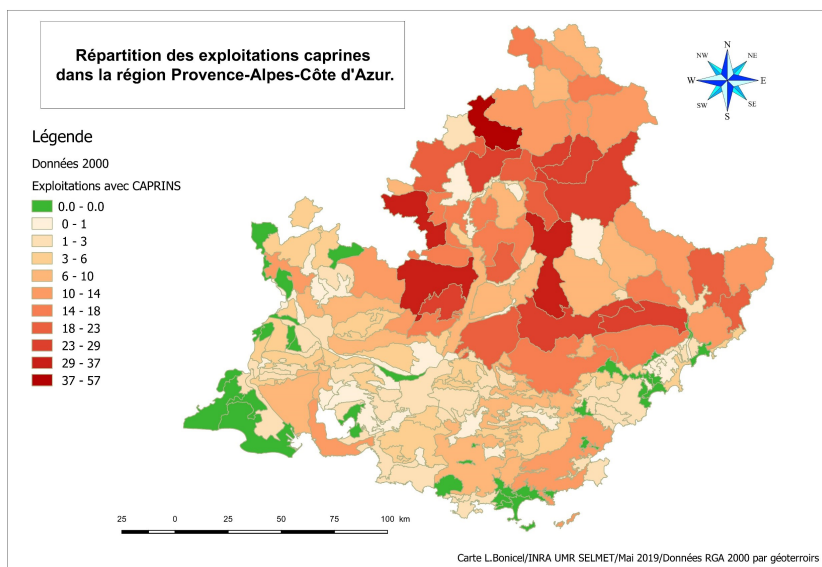 Répartition des exploitations caprines
dans la région Provence-Alpes-Côte d'Azur.
N
NW
NE
W
E
SW
SE
S
Légende
Données 2000
Exploitations avec CAPRINS
0.0 - 0.0
0 - 1
1 - 3
3 - 6
6 - 10
10 - 14
14 - 18
18 - 23
23 - 29
29 - 37
37 - 57
25 0 25 50 75 100 km
Carte L.Bonicel/INRA UMR SELMET/Mai 2019/Données RGA 2000 par géoterroirs